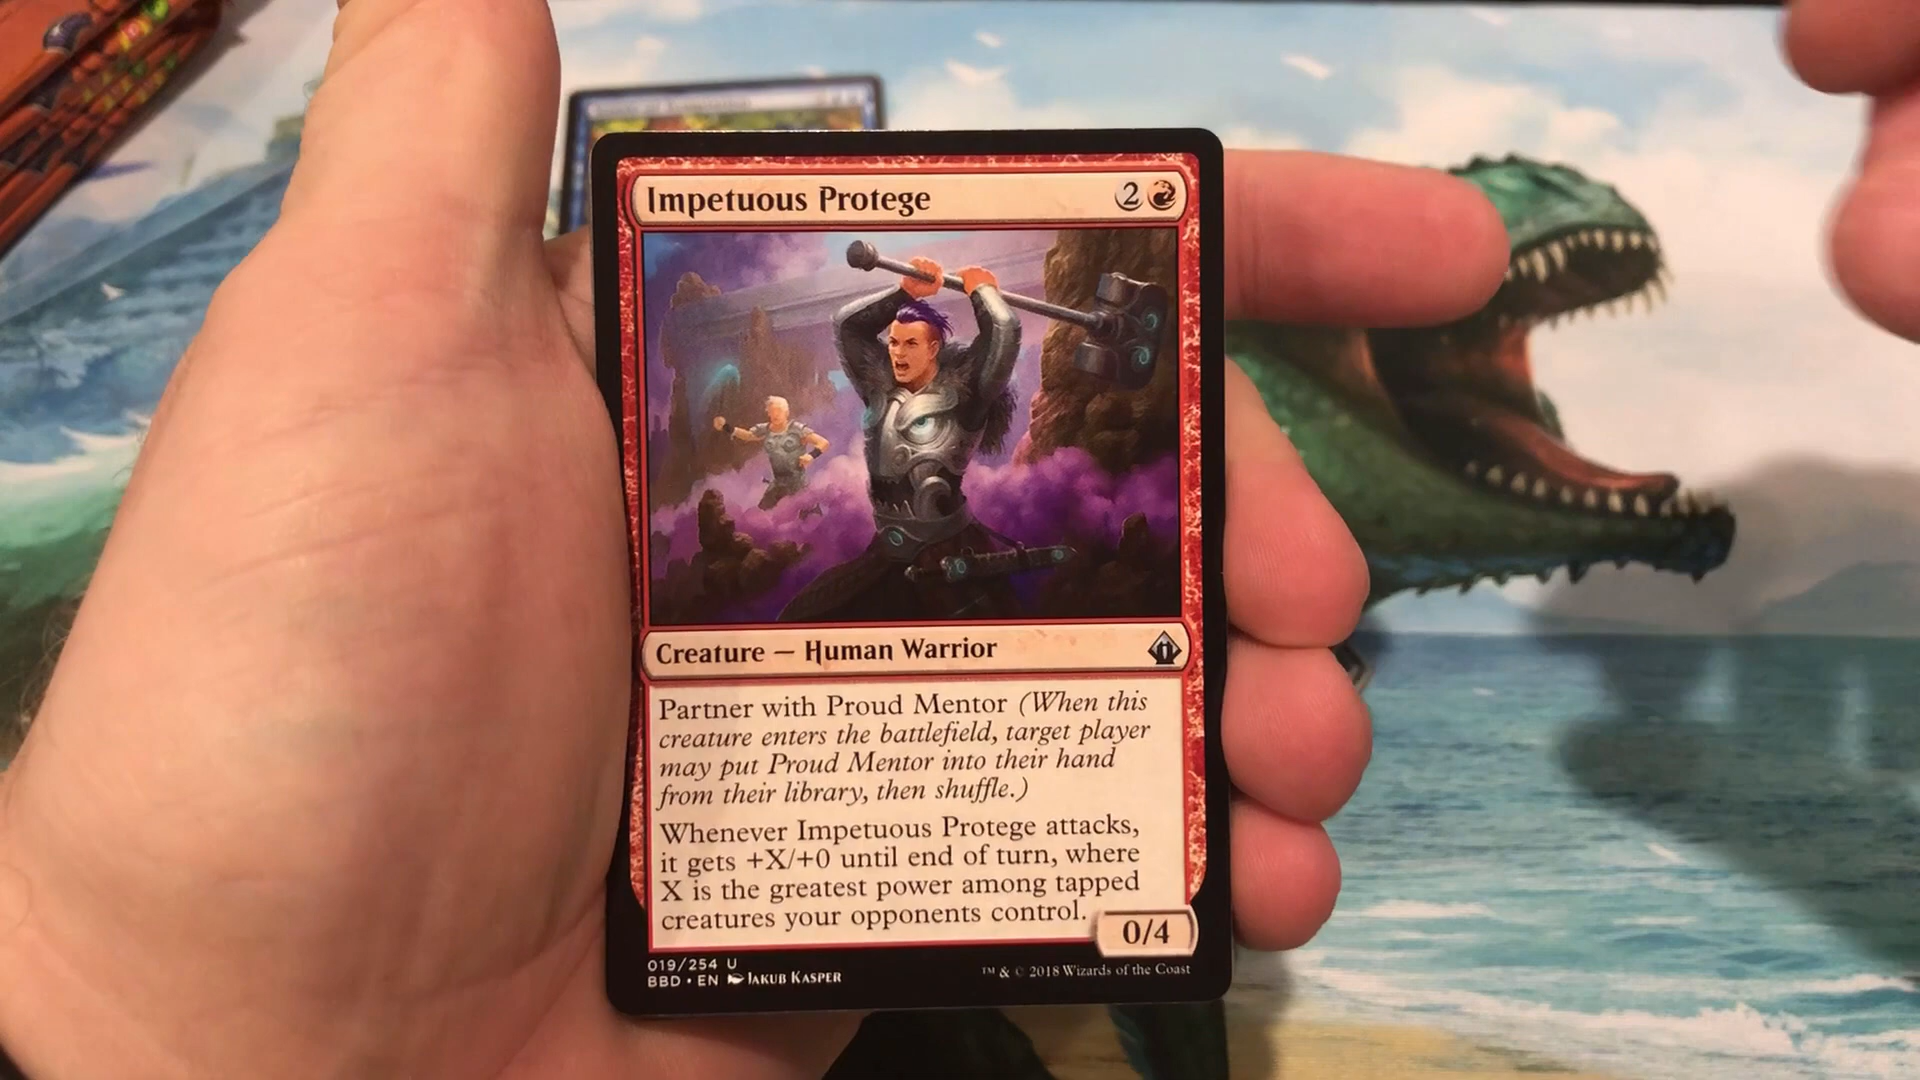 Impetuous Protege 2
Creature — Human Warrior
Partner with Proud Mentor (When this
creature enters the battlefield, target player
may put Proud Mentor into their hand
from their library, then shuffle.)
Whenever Impetuous Protege attacks,
it gets +X/+0 until end of turn, where
X is the greatest power among tapped
creatures your opponents control.
0/4
019/254 U
BBD • EN Jakub Kasper
™ & © 2018 Wizards of the Coast